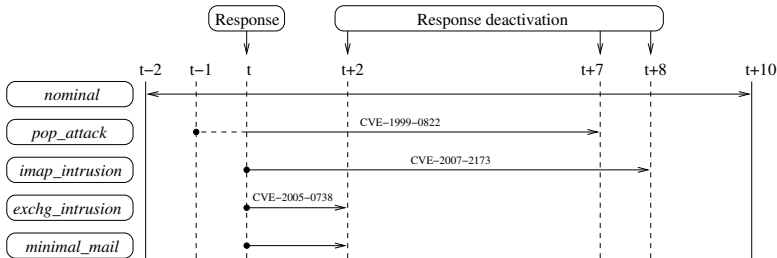 Response
Response deactivation
t−2 t−1 t t+2 t+7 t+8 t+10
nominal
pop_attack
CVE−1999−0822
imap_intrusion
CVE−2007−2173
exchg_intrusion
CVE−2005−0738
minimal_mail